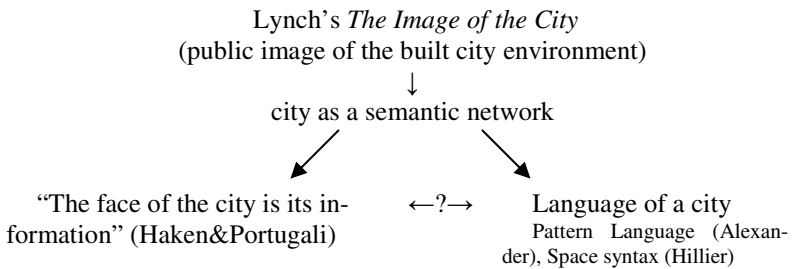 Lynch’s The Image of the City
(public image of the built city environment)
↓
city as a semantic network
“The face of the city is its in-
formation” (Haken&Portugali)
←?→
Language of a city
Pattern Language (Alexan-
der), Space syntax (Hillier)